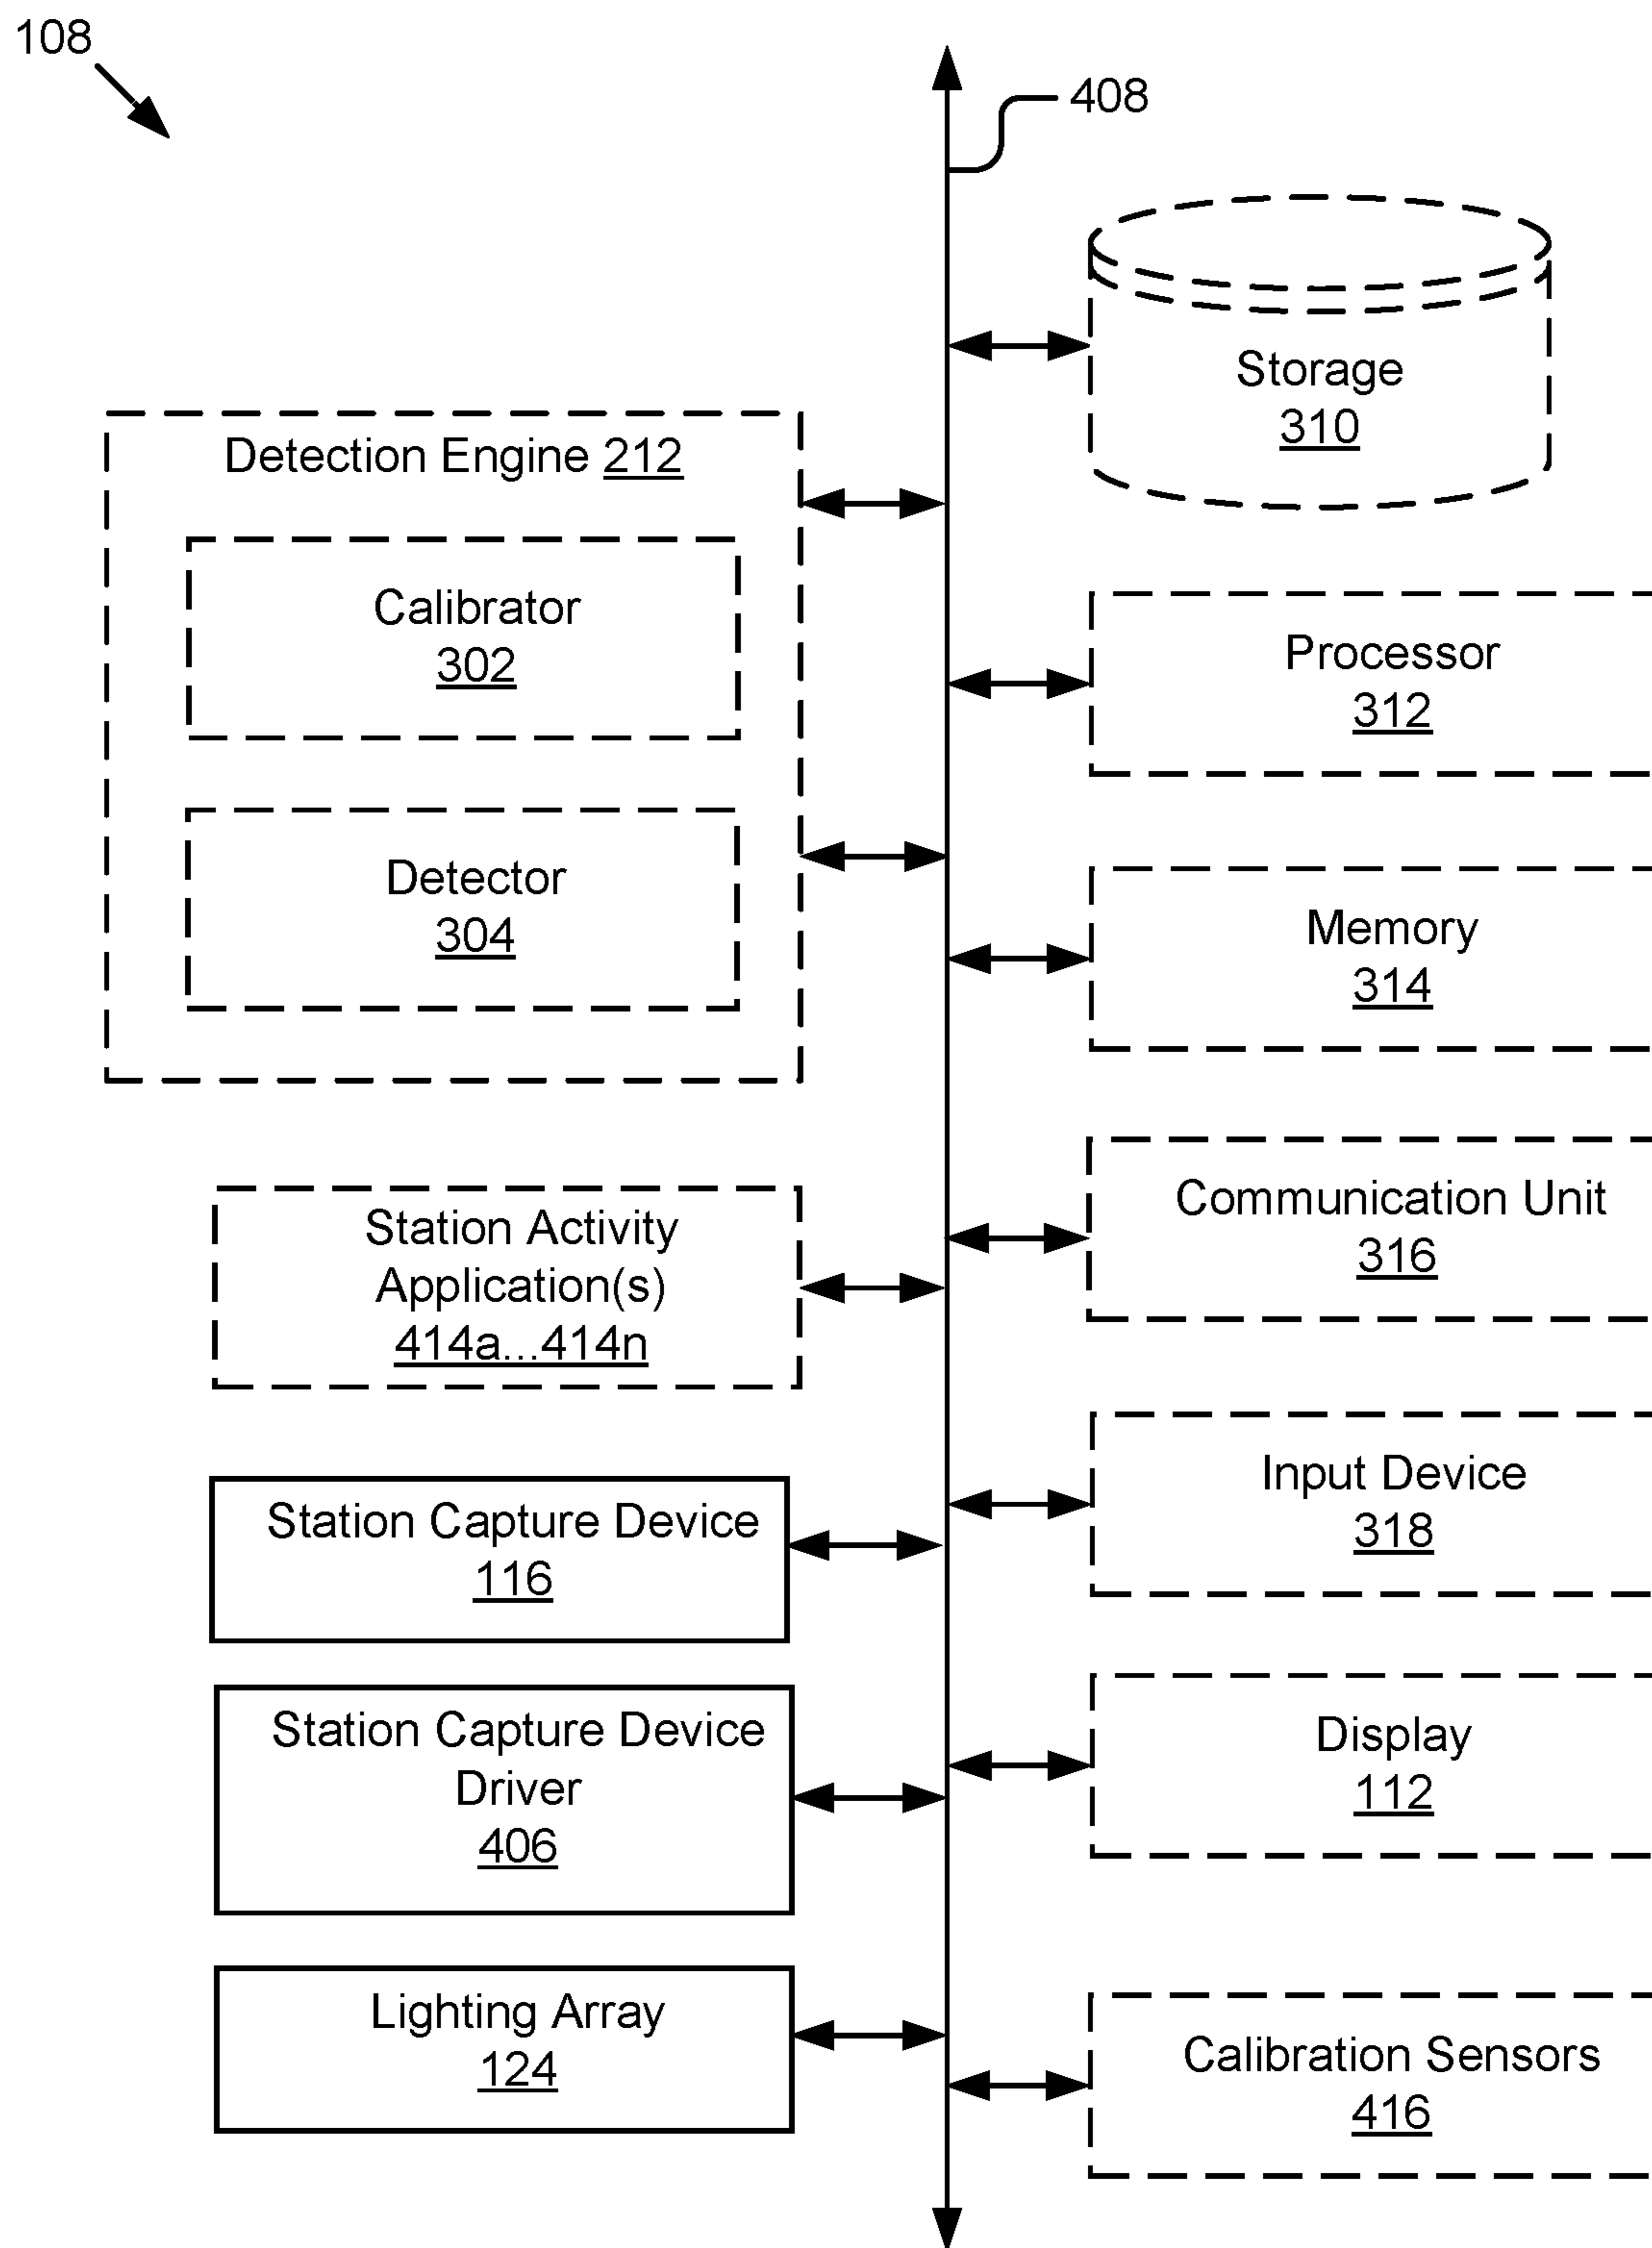 108
408
Storage
310
Detection Engine 212
Calibrator
302
Detector
304
Processor
312
Memory
314
Station Activity
Application(s)
414a...414n
Communication Unit
316
Station Capture Device
116
Input Device
318
Station Capture Device
Driver
406
Display
112
Lighting Array
124
Calibration Sensors
416